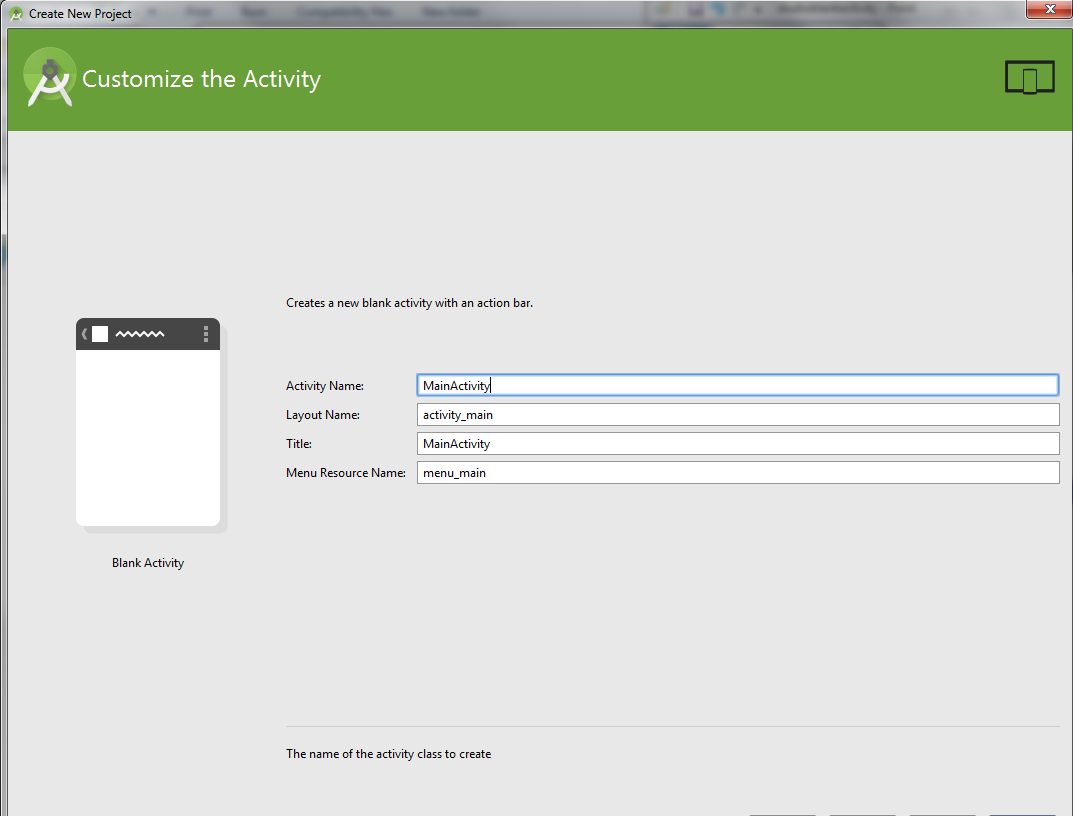 Create New Project
Customize the Activity
Creates a new blank activity with an action bar.
Activity Name: MainActivity
Layout Name: activity_main
Title: MainActivity
Menu Resource Name: menu_main
Blank Activity
The name of the activity class to create